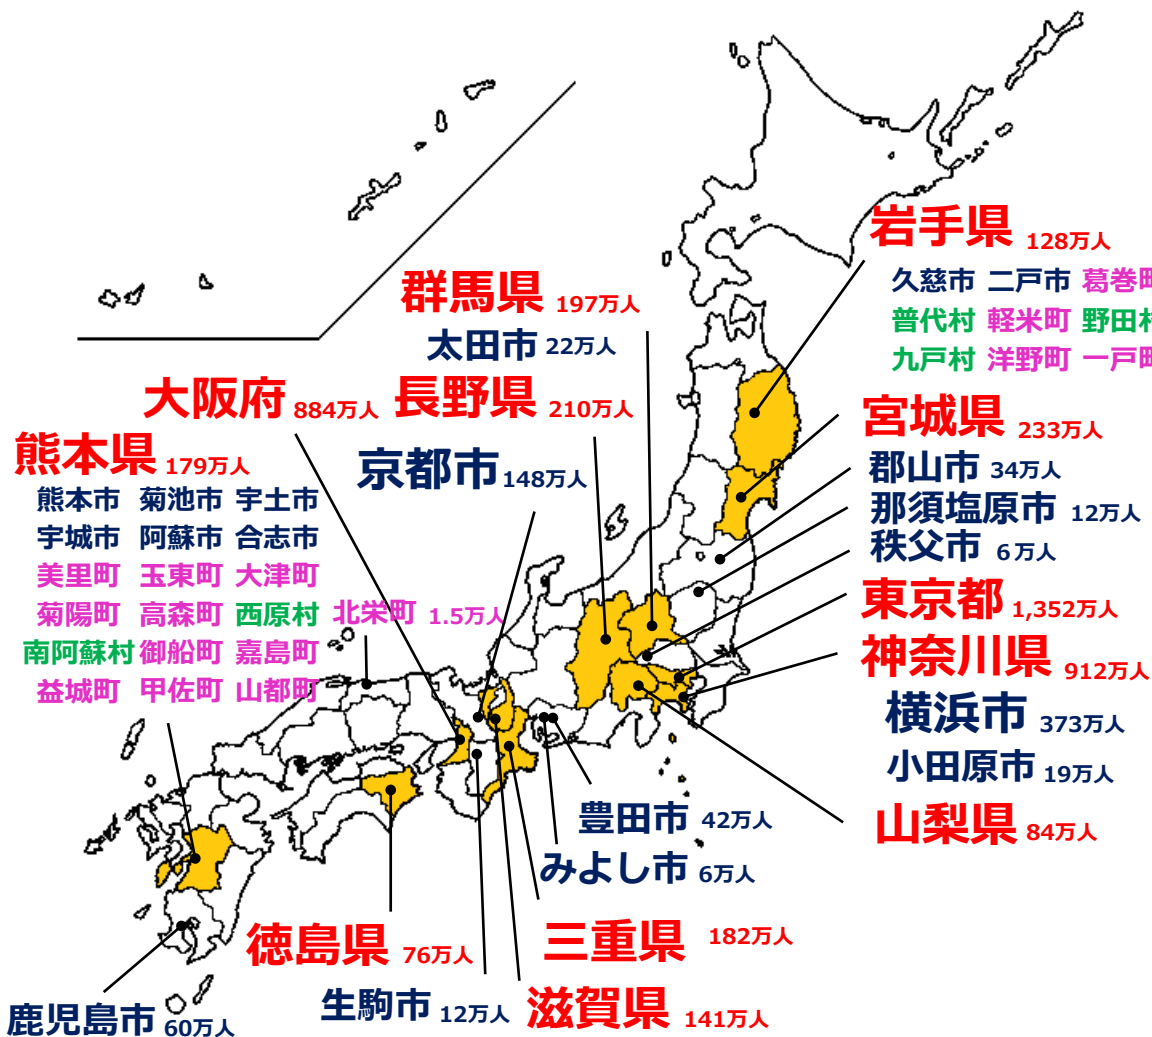 岩手県 128万人
久慈市 二戸市 葛巻町
普代村 軽米町 野田村
九戸村 洋野町 一戸町
群馬県 197万人
太田市 22万人
大阪府 884万人
長野県 210万人
宮城県 233万人
熊本県 179万人
熊本市 菊池市 宇土市
宇城市 阿蘇市 合志市
美里町 玉東町 大津町
菊陽町 高森町 西原村
南阿蘇村 御船町 嘉島町
益城町 甲佐町 山都町
京都市 148万人
郡山市 34万人
那須塩原市 12万人
秩父市 6万人
北栄町 1.5万人
東京都 1,352万人
神奈川県 912万人
横浜市 373万人
小田原市 19万人
山梨県 84万人
豊田市 42万人
みよし市 6万人
徳島県 76万人
三重県 182万人
生駒市 12万人
滋賀県 141万人
鹿児島市 60万人